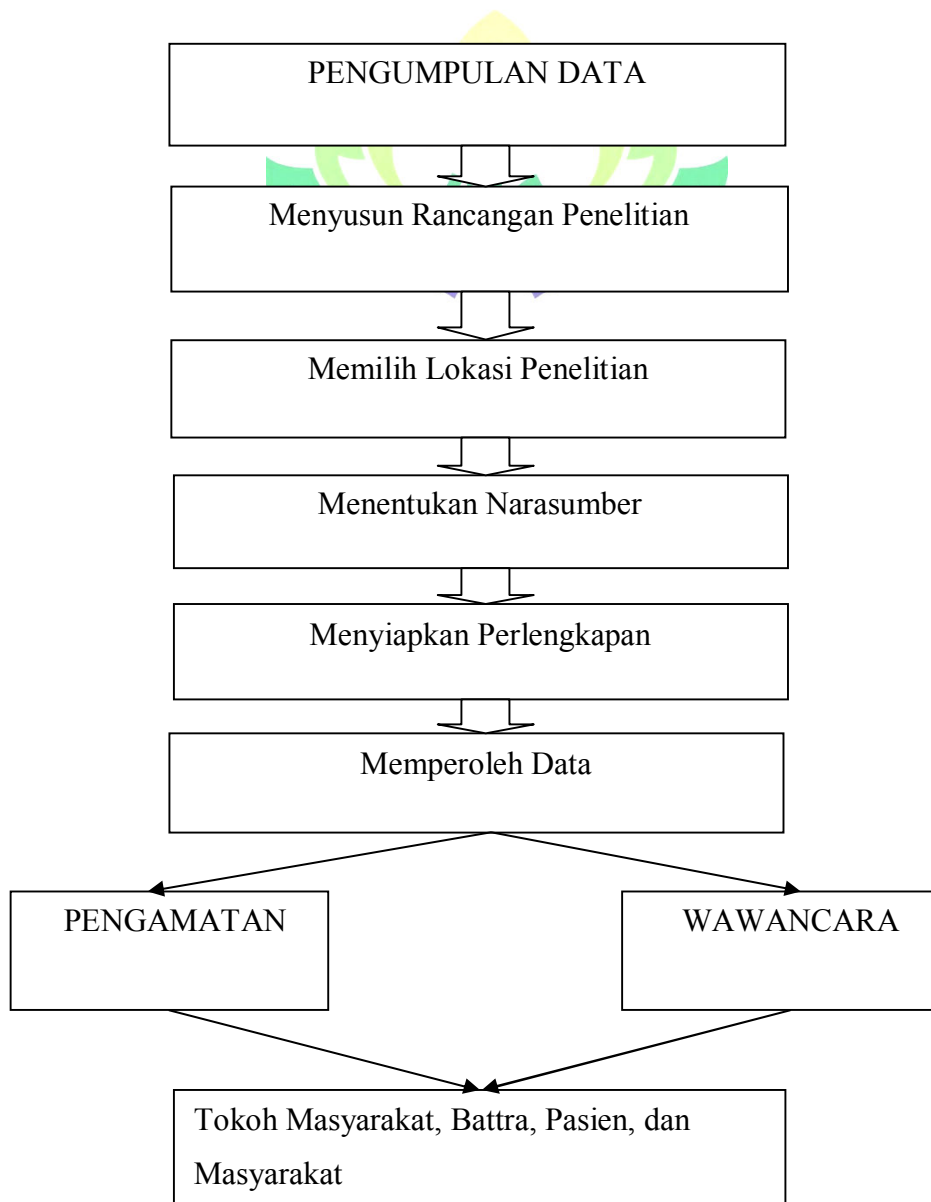 PENGUMPULAN DATA
Menyusun Rancangan Penelitian
Memilih Lokasi Penelitian
Menentukan Narasumber
Menyiapkan Perlengkapan
Memperoleh Data
PENGAMATAN
WAWANCARA
Tokoh Masyarakat, Battra, Pasien, dan
Masyarakat